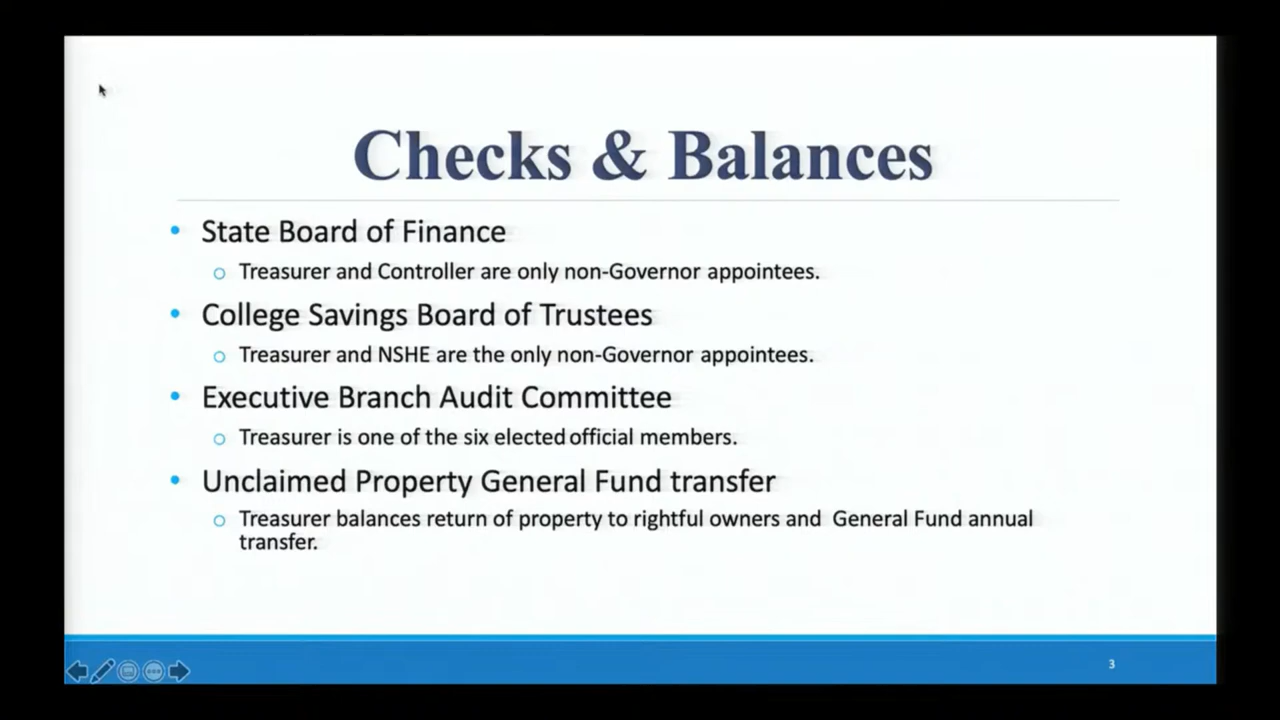 Checks & Balances
• State Board of Finance
o Treasurer and Controller are only non-Governor appointees.
• College Savings Board of Trustees
o Treasurer and NSHE are the only non-Governor appointees.
• Executive Branch Audit Committee
o Treasurer is one of the six elected official members.
• Unclaimed Property General Fund transfer
o Treasurer balances return of property to rightful owners and General Fund annual
transfer.
3